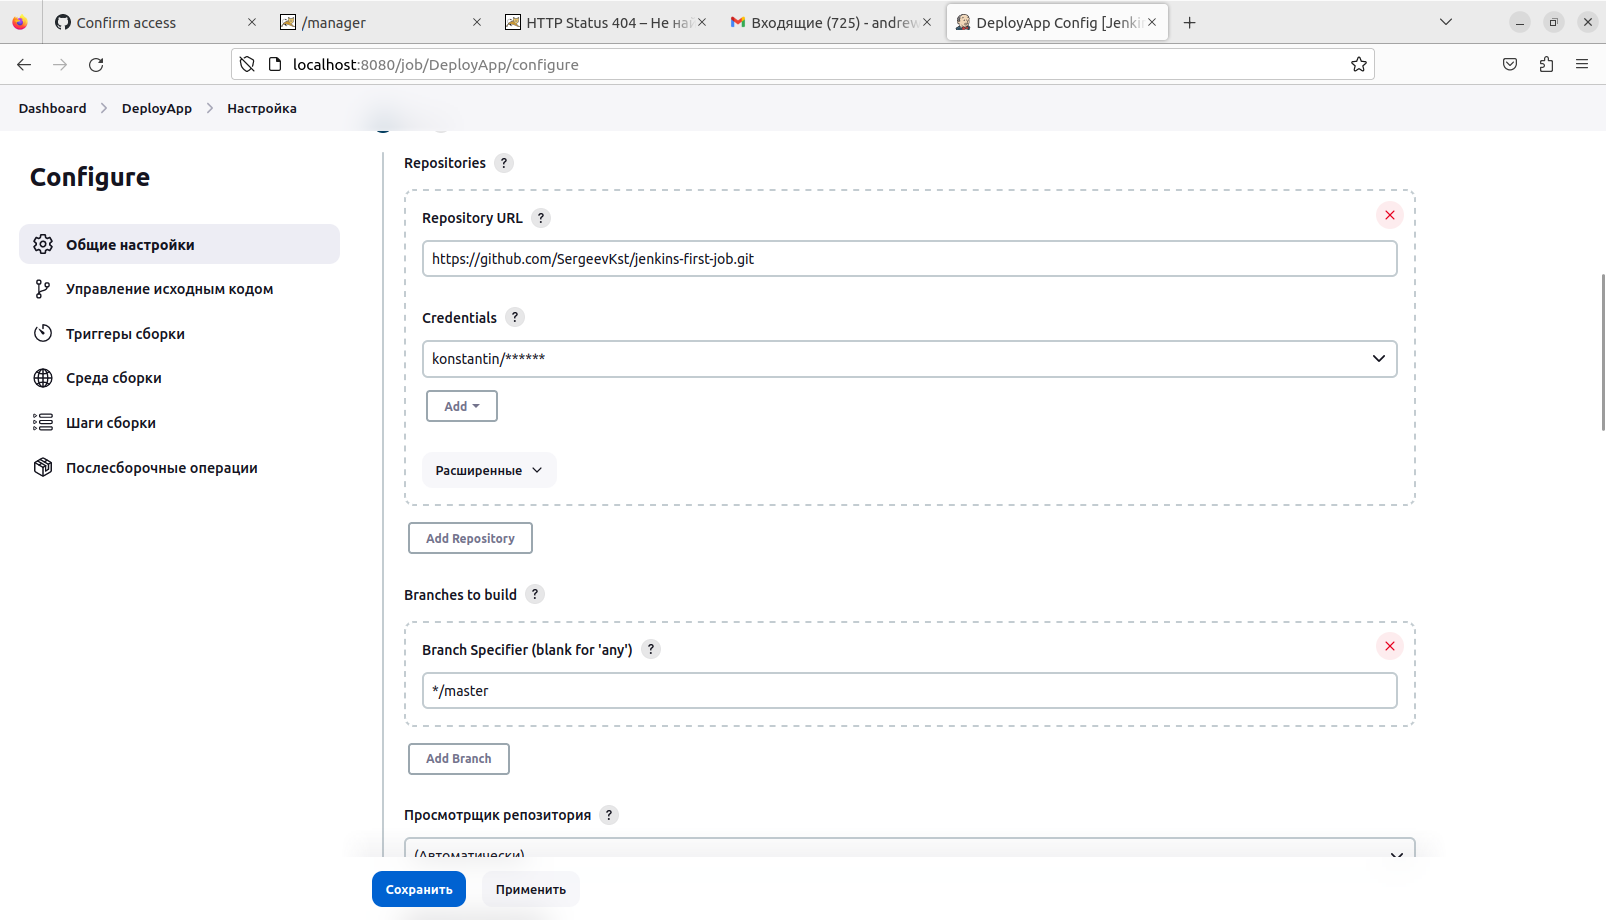 Confirm access
/manager
HTTP Status 404 – Не най
Входящие (725) - andrew
DeployApp Config [Jenki
localhost:8080/job/DeployApp/configure
Dashboard
DeployApp
Настройка
Configure
Общие настройки
Управление исходным кодом
Триггеры сборки
Среда сборки
Шаги сборки
Послесборочные операции
Repositories ?
Repository URL ?
https://github.com/SergeevKst/jenkins-first-job.git
Credentials ?
konstantin/******
Add
Расширенные
Add Repository
Branches to build ?
Branch Specifier (blank for 'any') ?
*/master
Add Branch
Просмотрщик репозитория ?
(Автоматически)
Сохранить
Применить